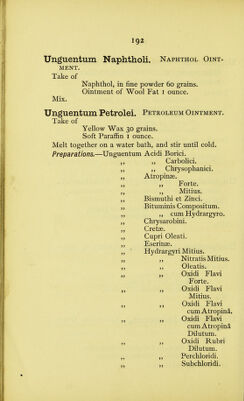 192
Unguentum Naphtholi. NAPHTHOL OINT-
MENT.
Take of
Naphthol, in fine powder 60 grains.
Ointment of Wool Fat 1 ounce.
Mix.
Unguentum Petrolei. PETROLEUM OINTMENT.
Take of
Yellow Wax 30 grains.
Soft Paraffin 1 ounce.
Melt together on a water bath, and stir until cold.
Preparations.—Unguentum Acidi Borici.
„ „ Carbolici.
„ „ Chrysophanici.
„ Atropinæ.
„ „ Forte.
„ „ Mitius.
„ Bismuthi et Zinci.
„ Bituminis Compositum.
„ „ cum Hydrargyro.
„ Chrysarobini.
„ Cretæ.
„ Cupri Oleati.
„ Eserinæ.
„ Hydrargyri Mitius.
„ „ Nitratis Mitius.
„ „ Oleatis.
„ „ Oxidi Flavi
Forte.
„ „ Oxidi Flavi
Mitius.
„ „ Oxidi Flavi
cum Atropinâ.
„ „ Oxidi Flavi
cum Atropinâ
Dilutum.
„ „ Oxidi Rubri
Dilutum.
„ „ Perchloridi.
„ „ Subchloridi.